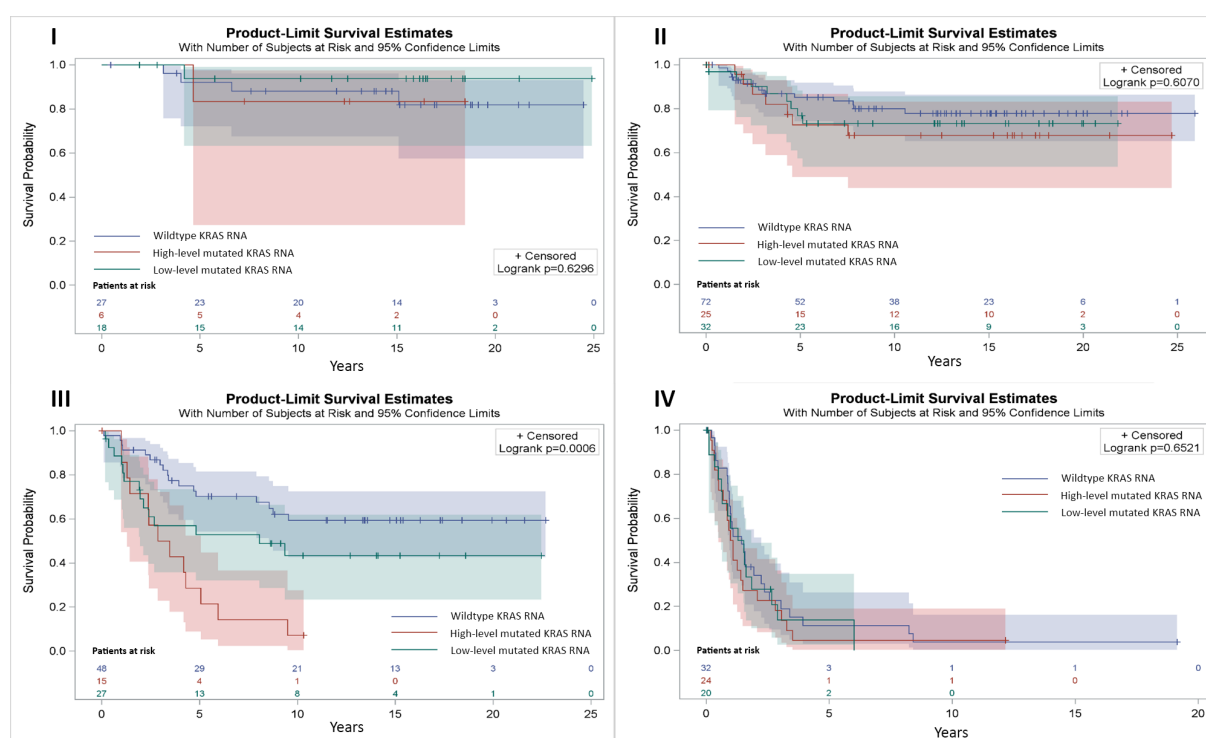 I
Product-Limit Survival Estimates
With Number of Subjects at Risk and 95% Confidence Limits
1.0
0.8
0.6
0.4
0.2
0.0
Survival Probability
Wildtype KRAS RNA
High-level mutated KRAS RNA
Low-level mutated KRAS RNA
+ Censored
Logrank p=0.6296
Patients at risk
27 23 20 14 3 0
6 5 4 2 0
18 15 14 11 2 0
0 5 10 15 20 25
Years
II
Product-Limit Survival Estimates
With Number of Subjects at Risk and 95% Confidence Limits
+ Censored
Logrank p=0.6070
1.0
0.8
0.6
0.4
0.2
0.0
Survival Probability
Wildtype KRAS RNA
High-level mutated KRAS RNA
Low-level mutated KRAS RNA
Patients at risk
72 52 38 23 6 1
25 15 12 10 2 0
32 23 16 9 3 0
0 5 10 15 20 25
Years
III
Product-Limit Survival Estimates
With Number of Subjects at Risk and 95% Confidence Limits
+ Censored
Logrank p=0.0006
1.0
0.8
0.6
0.4
0.2
0.0
Survival Probability
Wildtype KRAS RNA
High-level mutated KRAS RNA
Low-level mutated KRAS RNA
Patients at risk
48 29 21 13 3 0
15 4 1 0
27 13 8 4 1 0
0 5 10 15 20 25
Years
IV
Product-Limit Survival Estimates
With Number of Subjects at Risk and 95% Confidence Limits
+ Censored
Logrank p=0.6521
1.0
0.8
0.6
0.4
0.2
0.0
Survival Probability
Wildtype KRAS RNA
High-level mutated KRAS RNA
Low-level mutated KRAS RNA
Patients at risk
32 3 1 1 0
24 1 1 0
20 2 0
0 5 10 15 20
Years